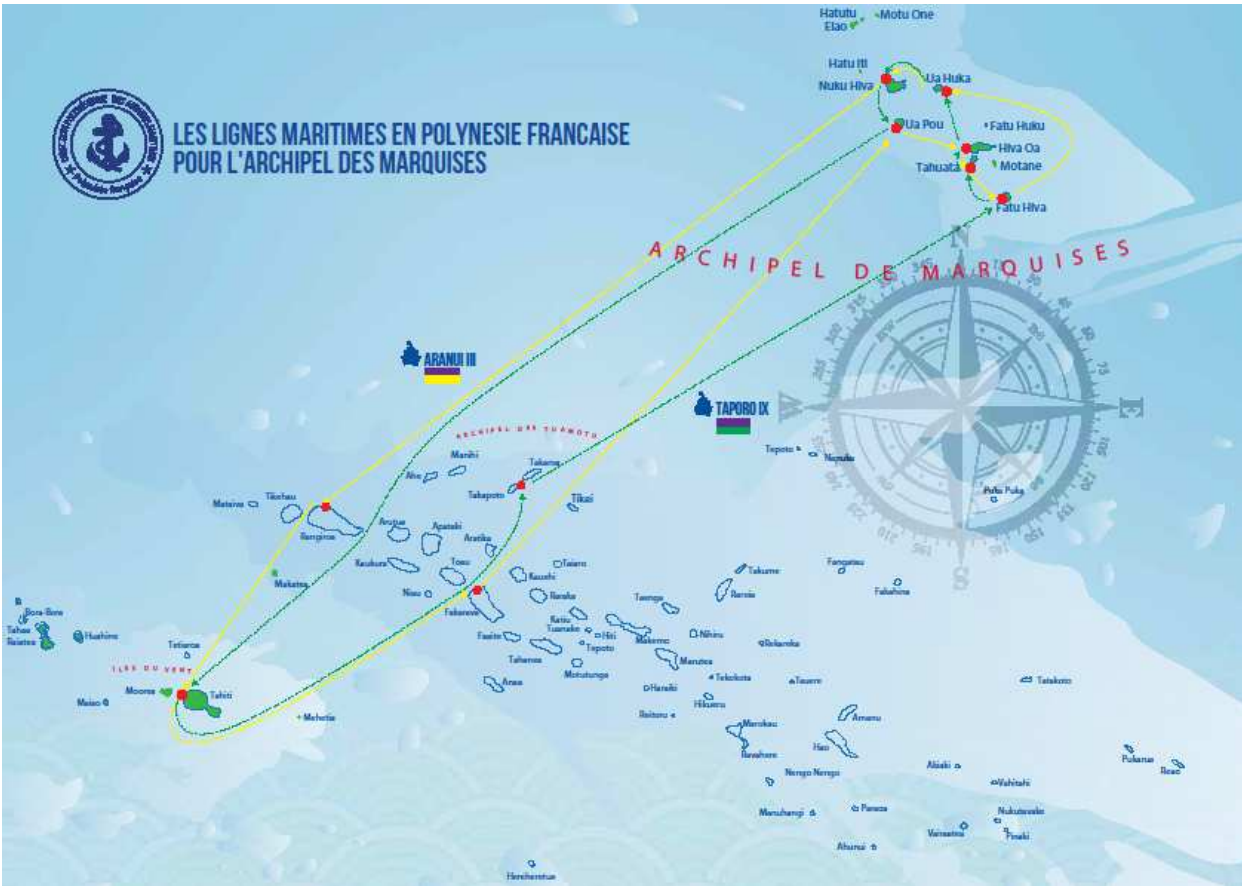 Hatutu
Motu One
Eiao
Hatu Iti
Nuku Hiva
Ua Huka
LES LIGNES MARITIMES EN POLYNESIE FRANCAISE
POUR L'ARCHIPEL DES MARQUISES
Ua Pou
Fatu Huku
Hiva Oa
Tahuata
Motane
Fatu Hiva
ARCHIPEL DE MARQUISES
N
ARANUI III
TAPORO IX
W
E
S
ARCHIPEL DES TUAMOTU
Manihi
Ahe
Takaroa
Takapoto
Tikei
Tepoto
Napuka
Puka Puka
Mataiva
Tikehau
Rangiroa
Arutua
Apataki
Aratika
Kaukura
Toau
Kauehi
Taiaro
Makatea
Niau
Fakarava
Raraka
Taenga
Takume
Raroia
Fangatau
Fakahina
Bora-Bora
Tahaa
Raiatea
Huahine
Tetiaroa
Faaite
Katiu
Tuanake
Hiti
Tepoto
Makemo
Nihiru
Rekareka
Tahanea
Motutunga
Marutea
ILES DU VENT
Moorea
Tahiti
Maiao
Mehetia
Anaa
Haraiki
Tekokota
Tauere
Tatakoto
Hikueru
Reitoru
Marokau
Ravahere
Amanu
Hao
Nengo Nengo
Akiaki
Vahitahi
Pukarua
Reao
Manuhangi
Paraoa
Nukutavake
Vairaatea
Pinaki
Ahunui
Hereheretue